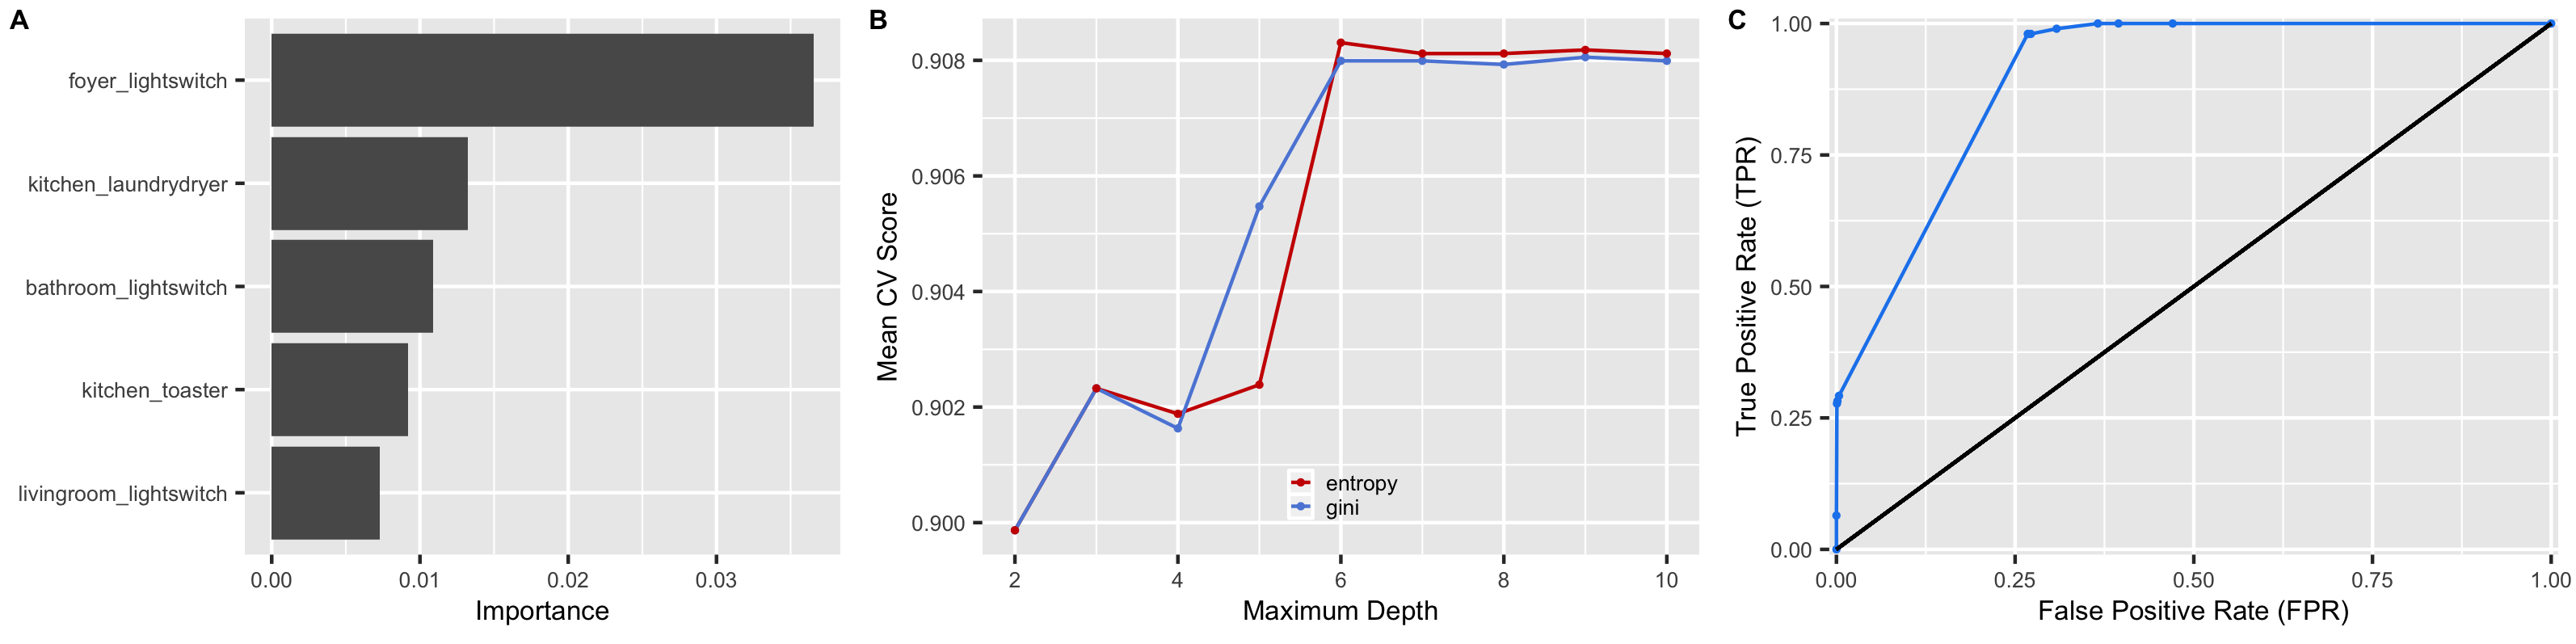 A
foyer_lightswitch
kitchen_laundrydryer
bathroom_lightswitch
kitchen_toaster
livingroom_lightswitch
0.00 0.01 0.02 0.03
Importance
B
Mean CV Score
0.908
0.906
0.904
0.902
0.900
entropy
gini
2 4 6 8 10
Maximum Depth
C
True Positive Rate (TPR)
1.00
0.75
0.50
0.25
0.00
0.00 0.25 0.50 0.75 1.00
False Positive Rate (FPR)